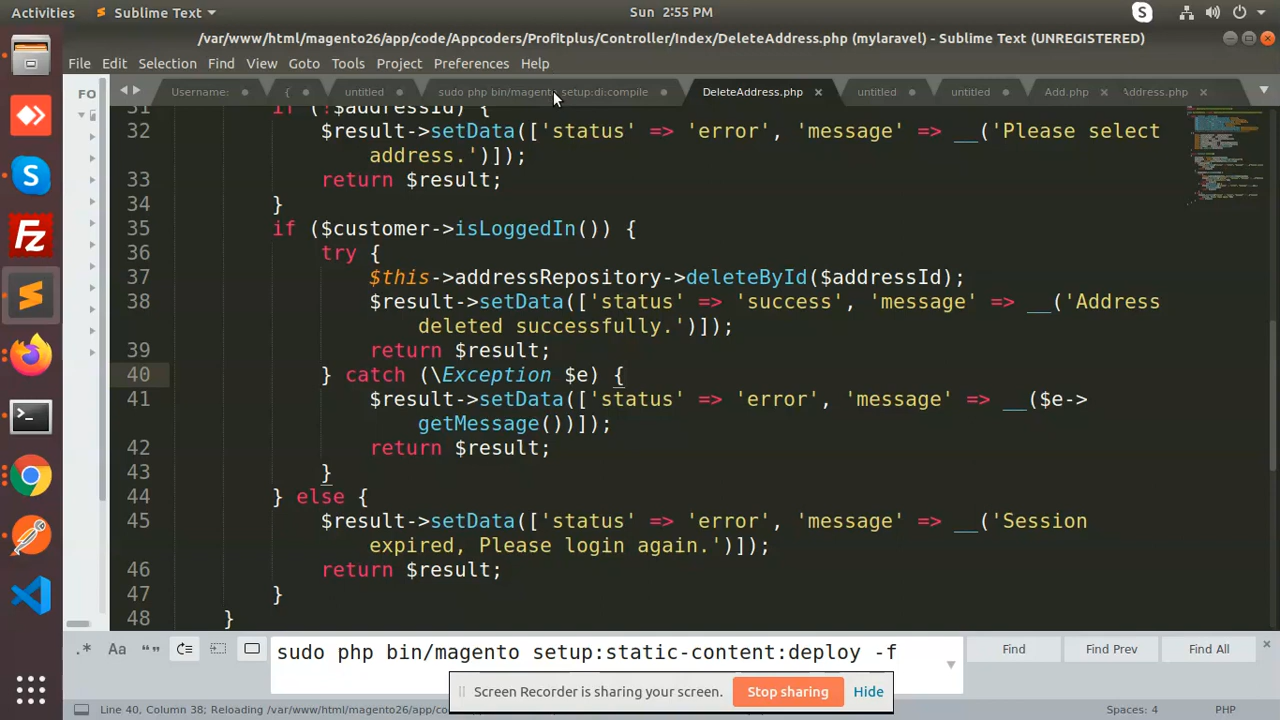 Activities Sublime Text Sun 2:55 PM
/var/www/html/magento26/app/code/Appcoders/Profitplus/Controller/Index/DeleteAddress.php (mylaravel) - Sublime Text (UNREGISTERED)
File Edit Selection Find View Goto Tools Project Preferences Help
FO Username: { untitled sudo php bin/magento setup:di:compile DeleteAddress.php untitled untitled Add.php Address.php
31 if (!$addressId) {
32 $result->setData(['status' => 'error', 'message' => __('Please select
address.')]);
33 return $result;
34 }
35 if ($customer->isLoggedIn()) {
36 try {
37 $this->addressRepository->deleteById($addressId);
38 $result->setData(['status' => 'success', 'message' => __('Address
deleted successfully.')]);
39 return $result;
40 } catch (\Exception $e) {
41 $result->setData(['status' => 'error', 'message' => __($e->
getMessage())]);
42 return $result;
43 }
44 } else {
45 $result->setData(['status' => 'error', 'message' => __('Session
expired, Please login again.')]);
46 return $result;
47 }
48 }
.* Aa “” sudo php bin/magento setup:static-content:deploy -f Find Find Prev Find All
Screen Recorder is sharing your screen. Stop sharing Hide
Line 40, Column 38; Reloading /var/www/html/magento26/app/co Spaces: 4 PHP